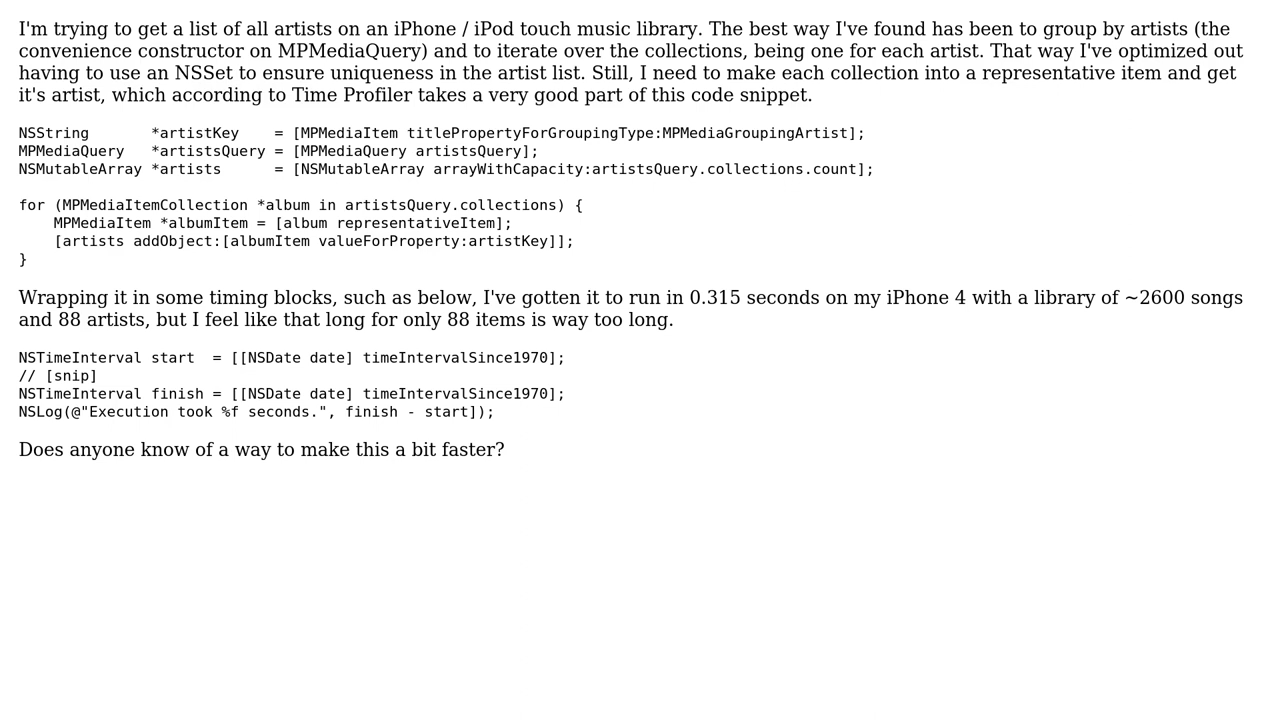 I'm trying to get a list of all artists on an iPhone / iPod touch music library. The best way I've found has been to group by artists (the
convenience constructor on MPMediaQuery) and to iterate over the collections, being one for each artist. That way I've optimized out
having to use an NSSet to ensure uniqueness in the artist list. Still, I need to make each collection into a representative item and get
it's artist, which according to Time Profiler takes a very good part of this code snippet.
NSString       *artistKey    = [MPMediaItem titlePropertyForGroupingType:MPMediaGroupingArtist];
MPMediaQuery   *artistsQuery = [MPMediaQuery artistsQuery];
NSMutableArray *artists      = [NSMutableArray arrayWithCapacity:artistsQuery.collections.count];
for (MPMediaItemCollection *album in artistsQuery.collections) {
    MPMediaItem *albumItem = [album representativeItem];
    [artists addObject:[albumItem valueForProperty:artistKey]];
}
Wrapping it in some timing blocks, such as below, I've gotten it to run in 0.315 seconds on my iPhone 4 with a library of ~2600 songs
and 88 artists, but I feel like that long for only 88 items is way too long.
NSTimeInterval start  = [[NSDate date] timeIntervalSince1970];
// [snip]
NSTimeInterval finish = [[NSDate date] timeIntervalSince1970];
NSLog(@"Execution took %f seconds.", finish - start]);
Does anyone know of a way to make this a bit faster?